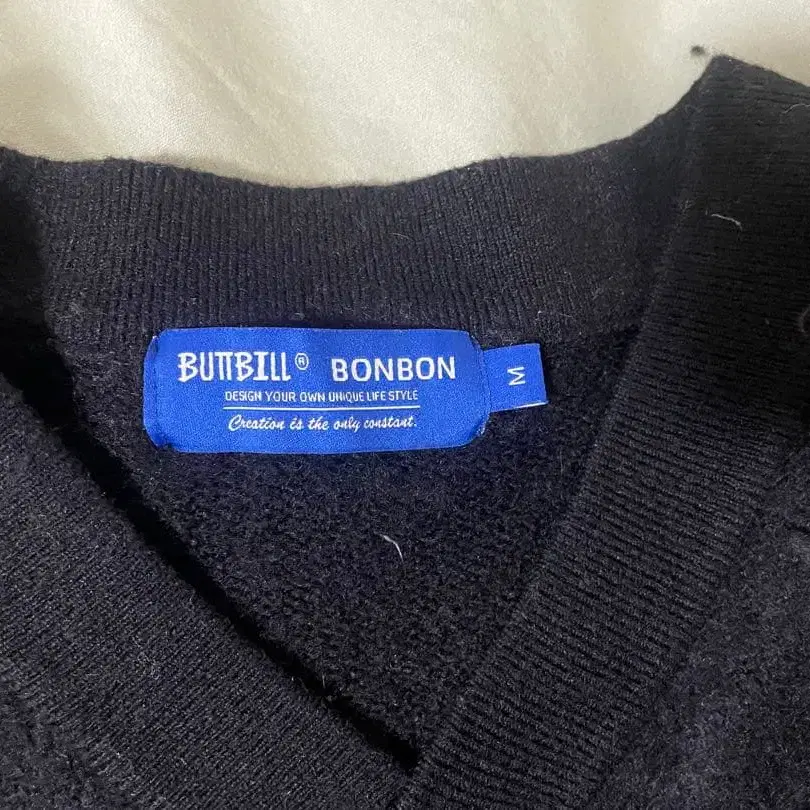 BUTTBILL® BONBON
DESIGN YOUR OWN UNIQUE LIFE STYLE
Creation is the only constant.
M